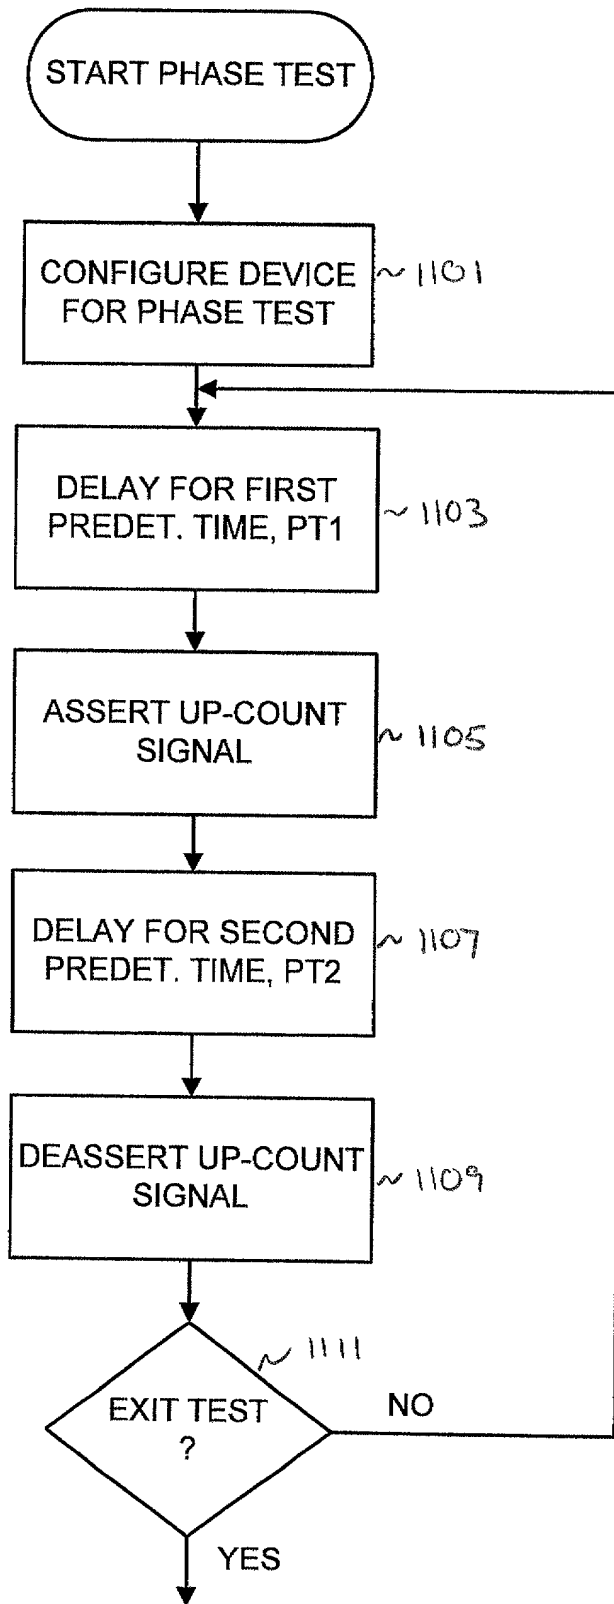 START PHASE TEST
CONFIGURE DEVICE
FOR PHASE TEST
~1101
DELAY FOR FIRST
PREDET. TIME, PT1
~1103
ASSERT UP-COUNT
SIGNAL
~1105
DELAY FOR SECOND
PREDET. TIME, PT2
~1107
DEASSERT UP-COUNT
SIGNAL
~1109
1111
EXIT TEST
?
NO
YES